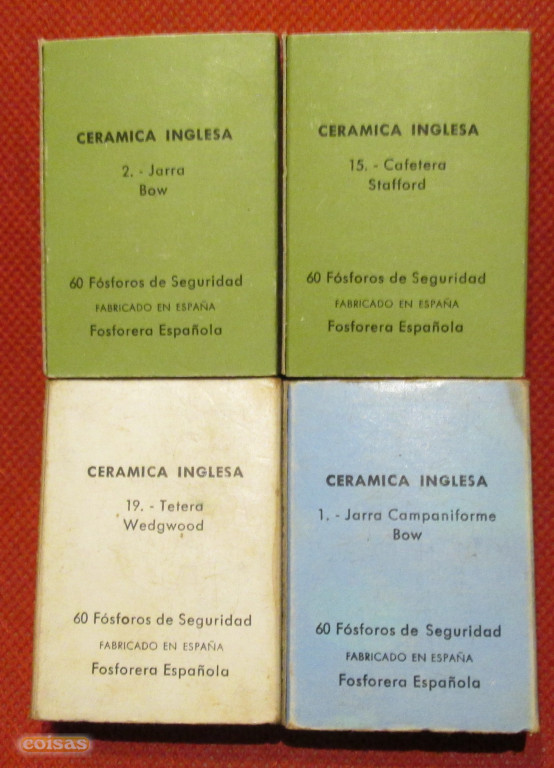 CERAMICA INGLESA
2. - Jarra
Bow
60 Fósforos de Seguridad
FABRICADO EN ESPAÑA
Fosforera Española
CERAMICA INGLESA
15. - Cafetera
Stafford
60 Fósforos de Seguridad
FABRICADO EN ESPAÑA
Fosforera Española
CERAMICA INGLESA
19. - Tetera
Wedgwood
60 Fósforos de Seguridad
FABRICADO EN ESPAÑA
Fosforera Española
CERAMICA INGLESA
1. - Jarra Campaniforme
Bow
60 Fósforos de Seguridad
FABRICADO EN ESPAÑA
Fosforera Española
coisas